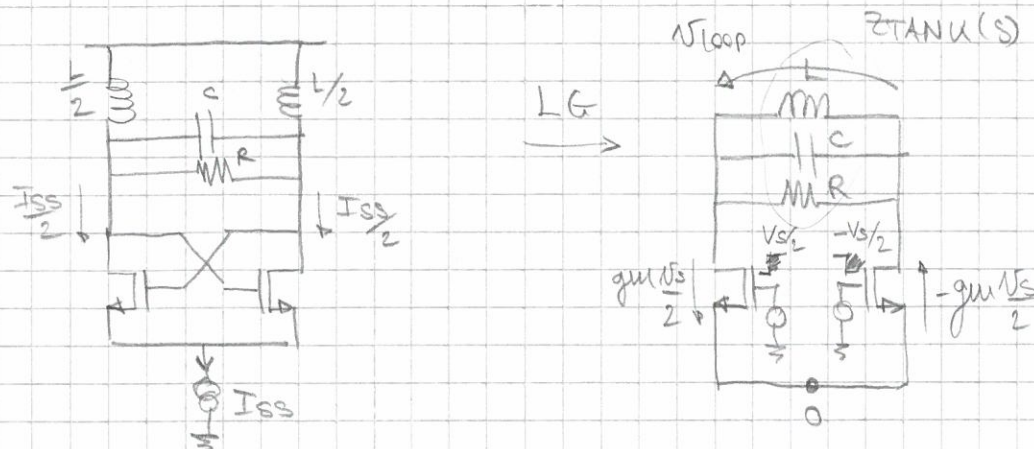 L/2
C
L/2
R
ISS/2
ISS/2
ISS
LG
Vloop
ZTANK(S)
L
C
R
Vs/2
-Vs/2
gm Vs/2
-gm Vs/2
0